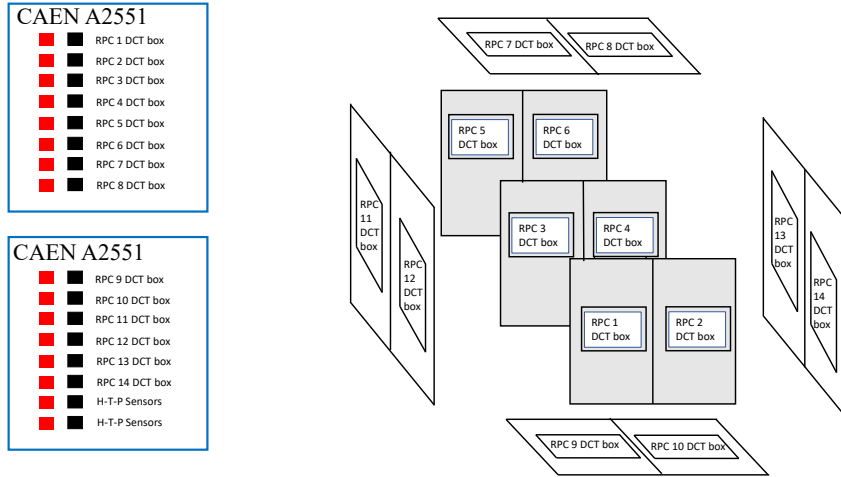 CAEN A2551
RPC 1 DCT box
RPC 2 DCT box
RPC 3 DCT box
RPC 4 DCT box
RPC 5 DCT box
RPC 6 DCT box
RPC 7 DCT box
RPC 8 DCT box
CAEN A2551
RPC 9 DCT box
RPC 10 DCT box
RPC 11 DCT box
RPC 12 DCT box
RPC 13 DCT box
RPC 14 DCT box
H-T-P Sensors
H-T-P Sensors
RPC 7 DCT box
RPC 8 DCT box
RPC 5
DCT box
RPC 6
DCT box
RPC
11
DCT
box
RPC
12
DCT
box
RPC 3
DCT box
RPC 4
DCT box
RPC 1
DCT box
RPC 2
DCT box
RPC
13
DCT
box
RPC
14
DCT
box
RPC 9 DCT box
RPC 10 DCT box